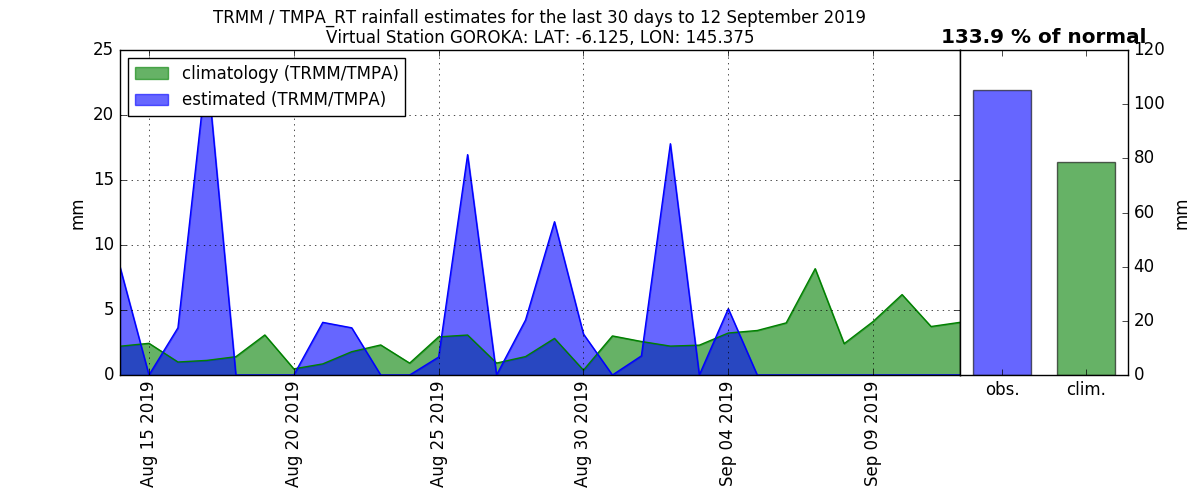 TRMM / TMPA_RT rainfall estimates for the last 30 days to 12 September 2019
Virtual Station GOROKA: LAT: -6.125, LON: 145.375
133.9 % of normal
climatology (TRMM/TMPA)
estimated (TRMM/TMPA)
25
20
15
10
5
0
mm
120
100
80
60
40
20
0
mm
Aug 15 2019
Aug 20 2019
Aug 25 2019
Aug 30 2019
Sep 04 2019
Sep 09 2019
obs.
clim.